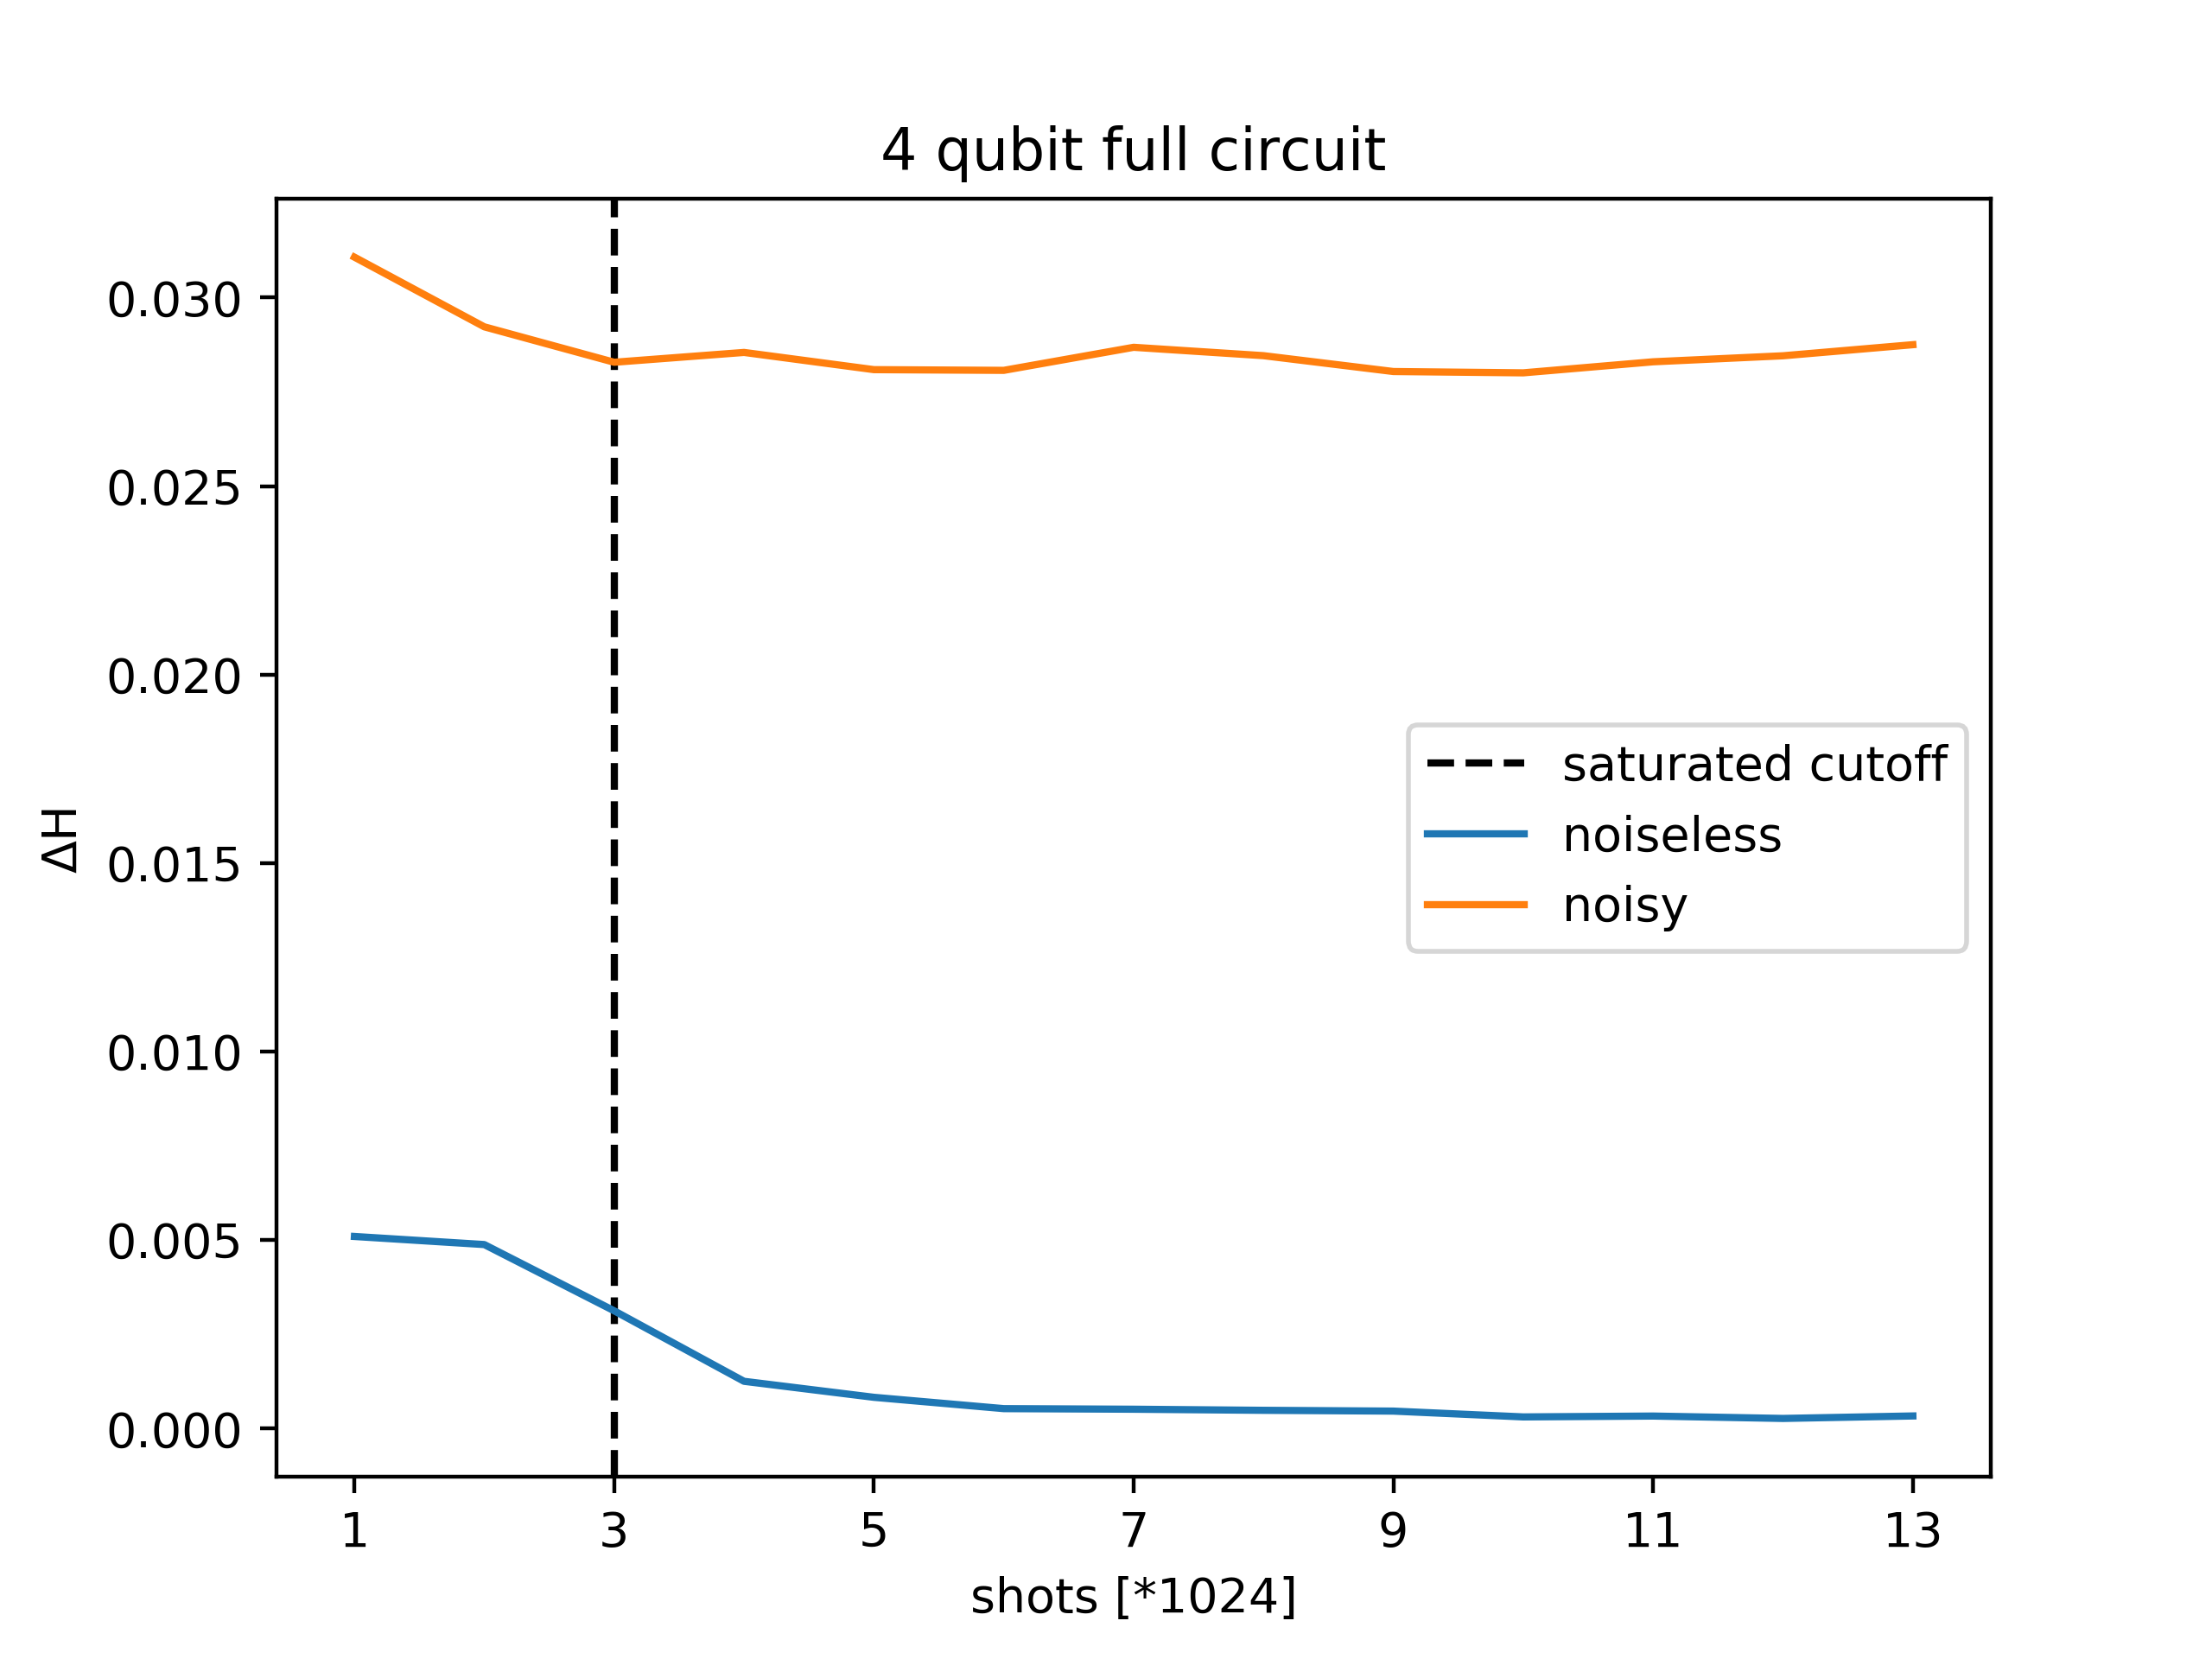 4 qubit full circuit
0.030
0.025
0.020
0.015
0.010
0.005
0.000
ΔH
saturated cutoff
noiseless
noisy
1 3 5 7 9 11 13
shots [*1024]